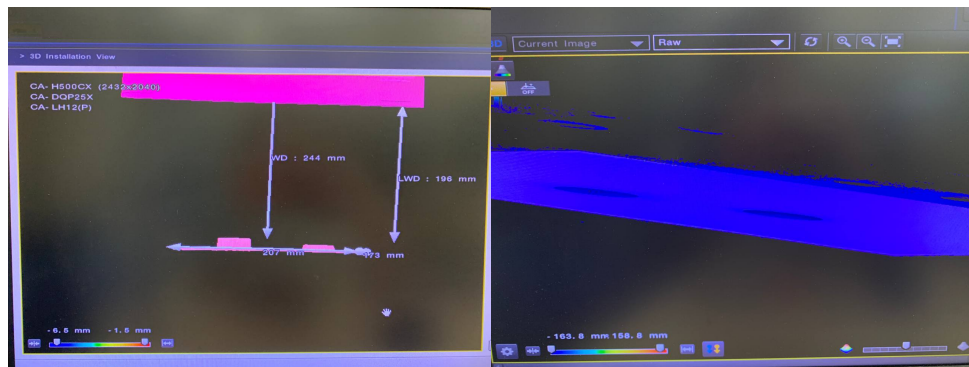 > 3D Installation View
CA-H500CX (2432x2040)
CA-DQP25X
CA-LH12(P)
WD : 244 mm
LWD : 196 mm
207 mm
173 mm
-6.5 mm
-1.5 mm
Current Image
Raw
OFF
-163.8 mm
158.8 mm